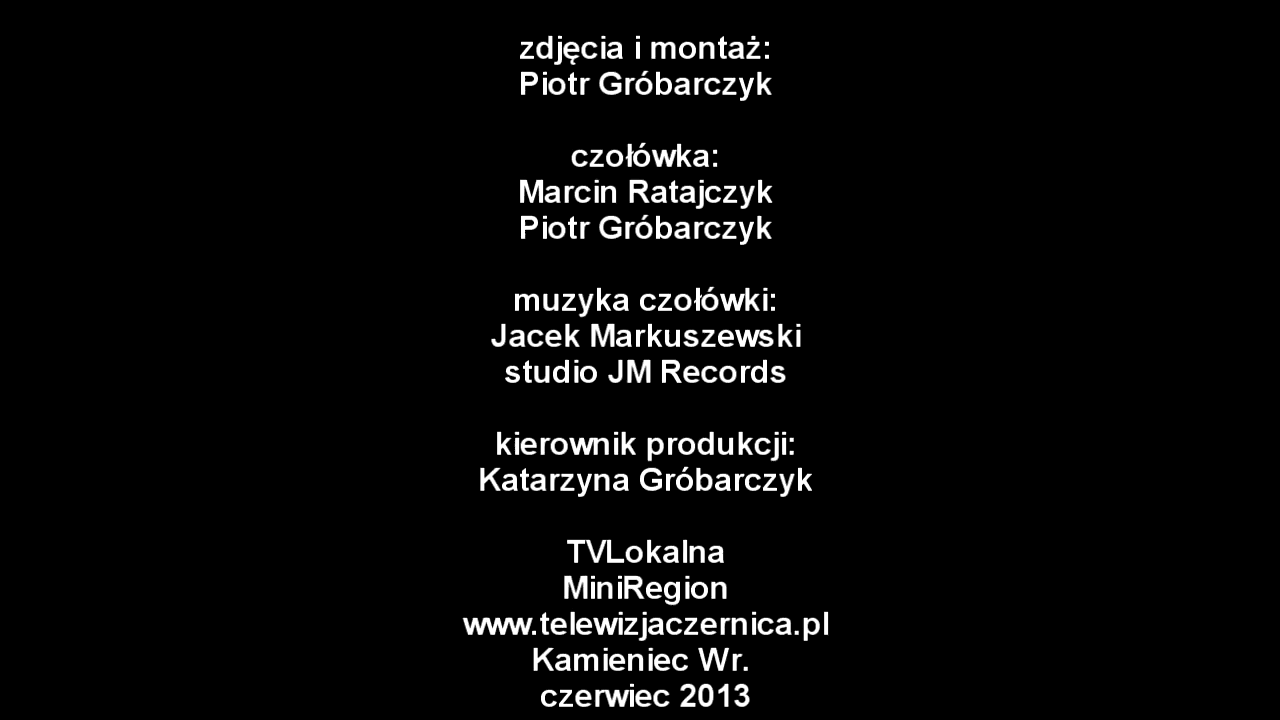 zdjęcia i montaż:
Piotr Gróbarczyk
czołówka:
Marcin Ratajczyk
Piotr Gróbarczyk
muzyka czołówki:
Jacek Markuszewski
studio JM Records
kierownik produkcji:
Katarzyna Gróbarczyk
TVLokalna
MiniRegion
www.telewizjaczernica.pl
Kamieniec Wr.
czerwiec 2013